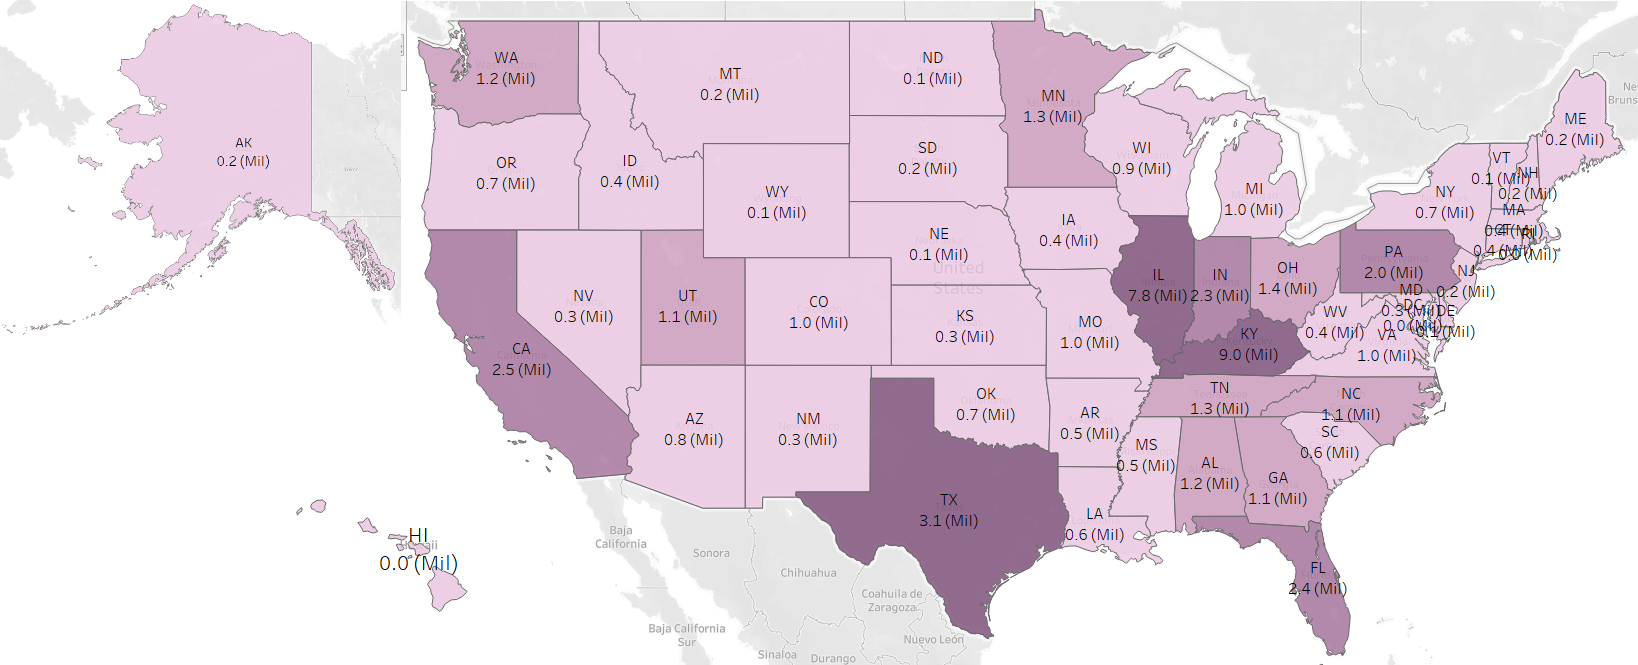 WA
1.2 (Mil)
MT
0.2 (Mil)
ND
0.1 (Mil)
MN
1.3 (Mil)
ME
0.2 (Mil)
New
Bruns
AK
0.2 (Mil)
OR
0.7 (Mil)
ID
0.4 (Mil)
SD
0.2 (Mil)
WI
0.9 (Mil)
VT
0.1 (Mil)
NH
0.2 (Mil)
WY
0.1 (Mil)
MI
1.0 (Mil)
NY
0.7 (Mil)
MA
IA
0.4 (Mil)
NE
0.1 (Mil)
United
States
PA
2.0 (Mil)
NJ
0.2 (Mil)
IL
7.8 (Mil)
IN
2.3 (Mil)
OH
1.4 (Mil)
NV
0.3 (Mil)
UT
1.1 (Mil)
CO
1.0 (Mil)
KS
0.3 (Mil)
MO
1.0 (Mil)
WV
0.4 (Mil)
MD
DC
DE
0.1 (Mil)
VA
1.0 (Mil)
KY
9.0 (Mil)
CA
2.5 (Mil)
AZ
0.8 (Mil)
NM
0.3 (Mil)
OK
0.7 (Mil)
AR
0.5 (Mil)
TN
1.3 (Mil)
NC
1.1 (Mil)
SC
0.6 (Mil)
MS
0.5 (Mil)
AL
1.2 (Mil)
GA
1.1 (Mil)
TX
3.1 (Mil)
LA
0.6 (Mil)
FL
2.4 (Mil)
HI
0.0 (Mil)
Baja
California
Sonora
Chihuahua
Coahuila de
Zaragoza
Baja California
Sur
Nuevo León
Sinaloa
Durango